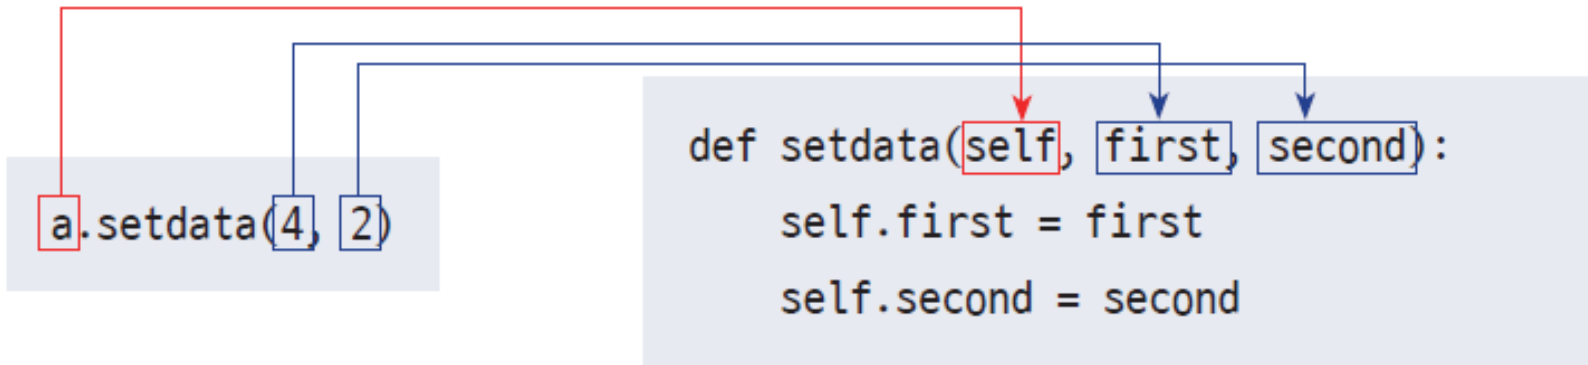 a.setdata(4, 2)
def setdata(self, first, second):
self.first = first
self.second = second